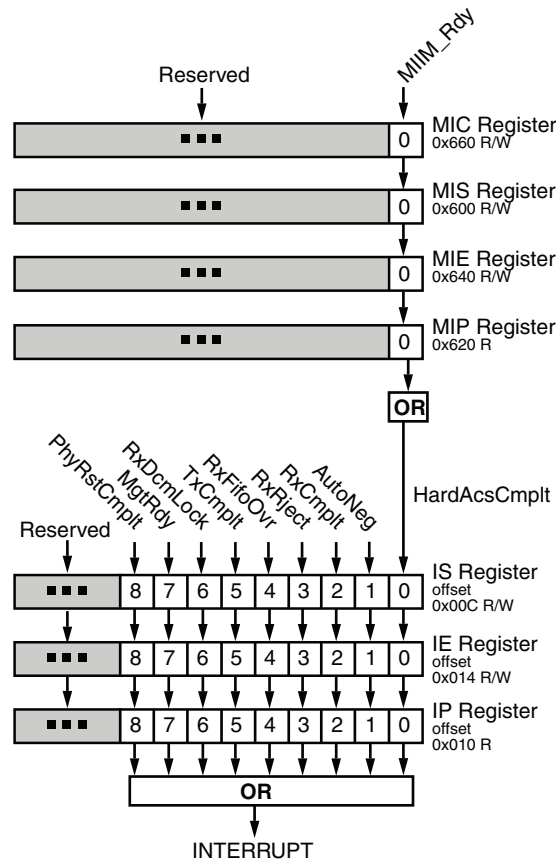 MIIM_Rdy
Reserved
0
MIC Register
0x660 R/W
0
MIS Register
0x600 R/W
0
MIE Register
0x640 R/W
0
MIP Register
0x620 R
OR
HardAcsCmplt
Reserved
PhyRstCmplt
MgtRdy
RxDcmLock
TxCmplt
RxFifoOvr
RxRject
RxCmplt
AutoNeg
8 7 6 5 4 3 2 1 0
IS Register
offset
0x00C R/W
8 7 6 5 4 3 2 1 0
IE Register
offset
0x014 R/W
8 7 6 5 4 3 2 1 0
IP Register
offset
0x010 R
OR
INTERRUPT